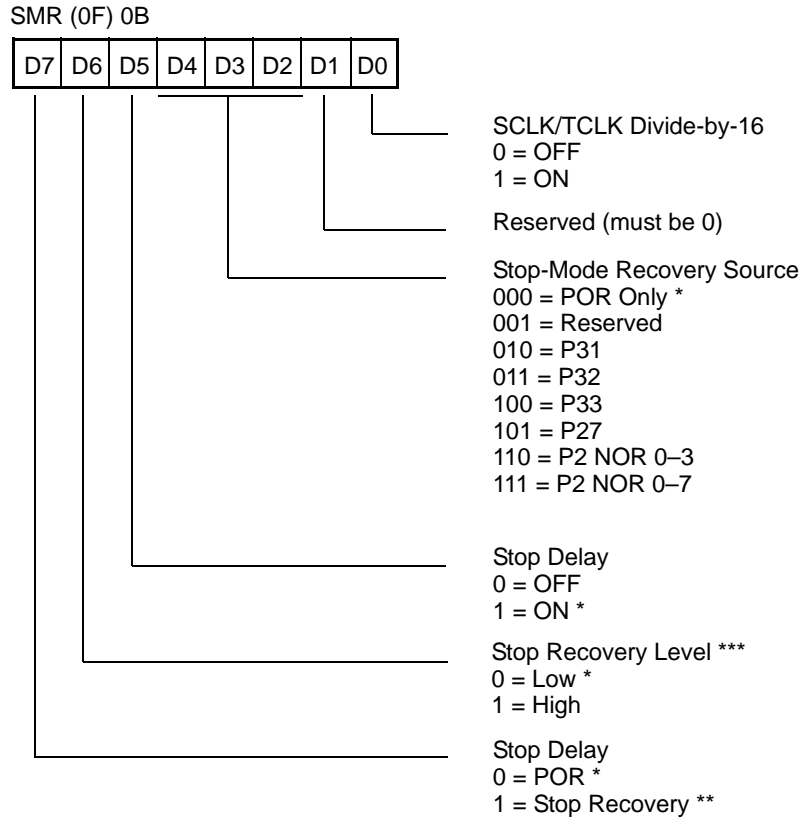 SMR (0F) 0B
D7 D6 D5 D4 D3 D2 D1 D0
SCLK/TCLK Divide-by-16
0 = OFF
1 = ON
Reserved (must be 0)
Stop-Mode Recovery Source
000 = POR Only *
001 = Reserved
010 = P31
011 = P32
100 = P33
101 = P27
110 = P2 NOR 0–3
111 = P2 NOR 0–7
Stop Delay
0 = OFF
1 = ON *
Stop Recovery Level ***
0 = Low *
1 = High
Stop Delay
0 = POR *
1 = Stop Recovery **